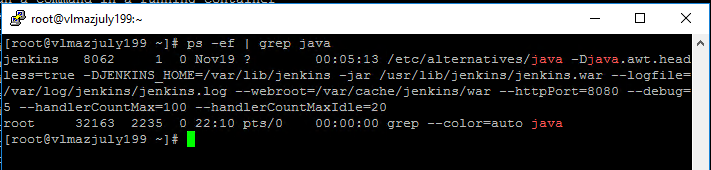 root@vlmazjuly199:~
[root@vlmazjuly199 ~]# ps -ef | grep java
jenkins   8062     1  0 Nov19 ?        00:05:13 /etc/alternatives/java -Djava.awt.head
less=true -DJENKINS_HOME=/var/lib/jenkins -jar /usr/lib/jenkins/jenkins.war --logfile=
/var/log/jenkins/jenkins.log --webroot=/var/cache/jenkins/war --httpPort=8080 --debug=
5 --handlerCountMax=100 --handlerCountMaxIdle=20
root     32163  2235  0 22:10 pts/0    00:00:00 grep --color=auto java
[root@vlmazjuly199 ~]#